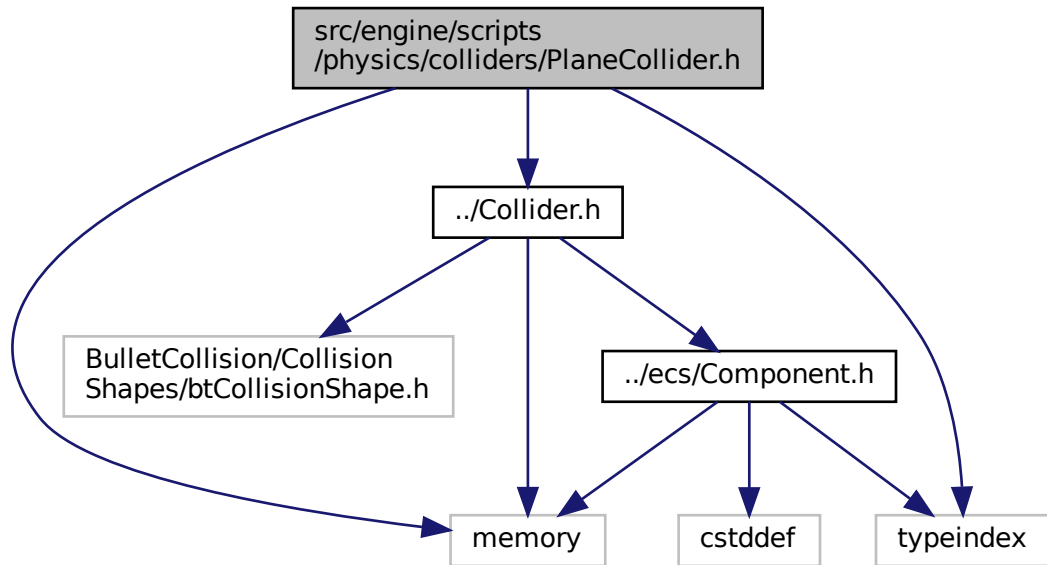 src/engine/scripts
/physics/colliders/PlaneCollider.h
../Collider.h
BulletCollision/Collision
Shapes/btCollisionShape.h
../ecs/Component.h
memory
cstddef
typeindex